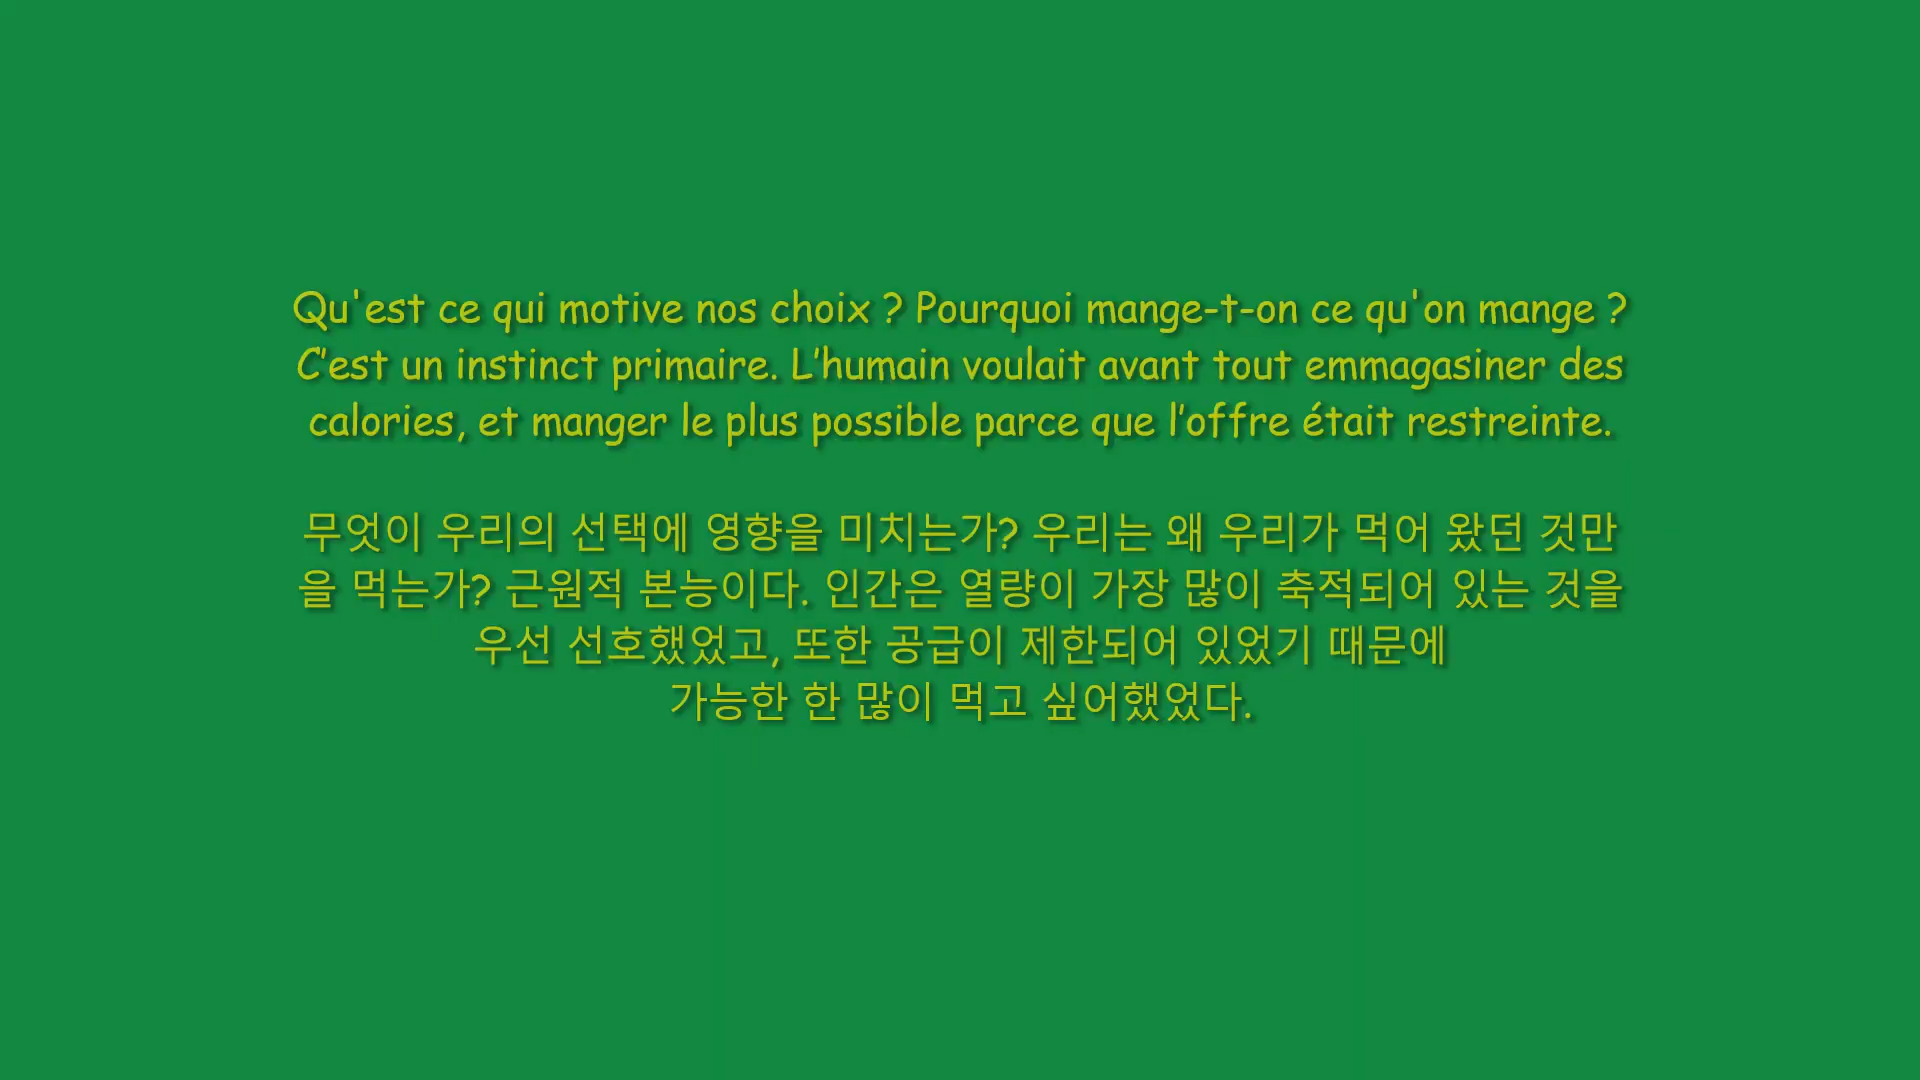 Qu'est ce qui motive nos choix ? Pourquoi mange-t-on ce qu'on mange ?
C’est un instinct primaire. L’humain voulait avant tout emmagasiner des
calories, et manger le plus possible parce que l’offre était restreinte.
무엇이 우리의 선택에 영향을 미치는가? 우리는 왜 우리가 먹어 왔던 것만
을 먹는가? 근원적 본능이다. 인간은 열량이 가장 많이 축적되어 있는 것을
우선 선호했었고, 또한 공급이 제한되어 있었기 때문에
가능한 한 많이 먹고 싶어했었다.